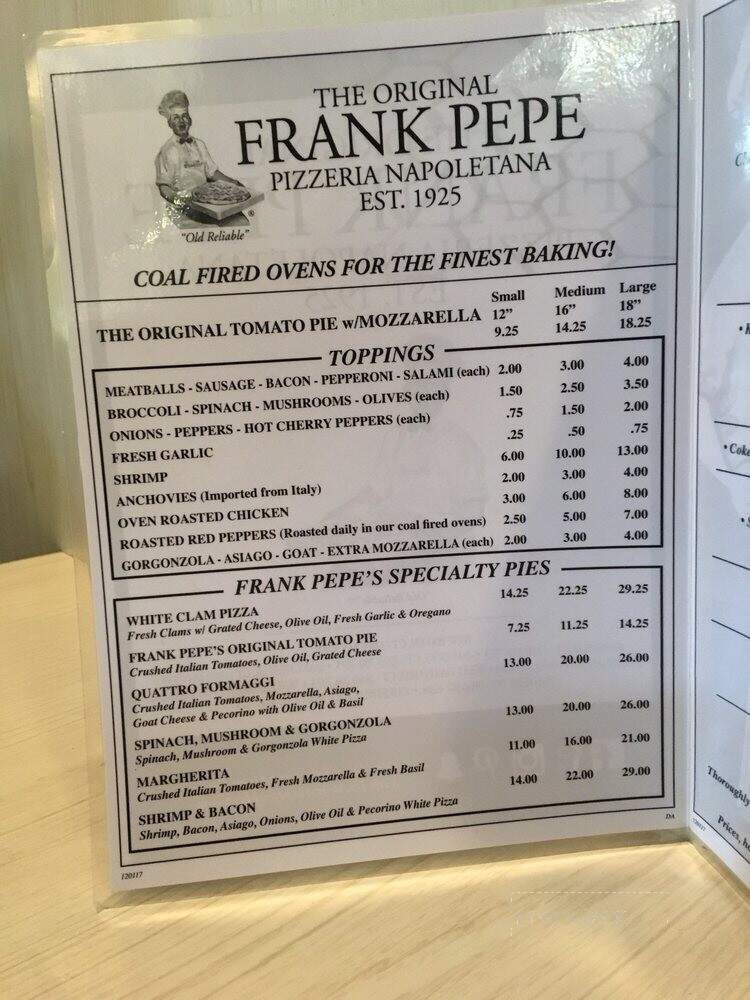 THE ORIGINAL
FRANK PEPE
PIZZERIA NAPOLETANA
EST. 1925
®
"Old Reliable"
COAL FIRED OVENS FOR THE FINEST BAKING!
Small Medium Large
12" 16" 18"
THE ORIGINAL TOMATO PIE w/MOZZARELLA 9.25 14.25 18.25
TOPPINGS
MEATBALLS - SAUSAGE - BACON - PEPPERONI - SALAMI (each) 2.00 3.00 4.00
BROCCOLI - SPINACH - MUSHROOMS - OLIVES (each) 1.50 2.50 3.50
ONIONS - PEPPERS - HOT CHERRY PEPPERS (each) .75 1.50 2.00
FRESH GARLIC .25 .50 .75
SHRIMP 6.00 10.00 13.00
ANCHOVIES (Imported from Italy) 2.00 3.00 4.00
OVEN ROASTED CHICKEN 3.00 6.00 8.00
ROASTED RED PEPPERS (Roasted daily in our coal fired ovens) 2.50 5.00 7.00
GORGONZOLA - ASIAGO - GOAT - EXTRA MOZZARELLA (each) 2.00 3.00 4.00
FRANK PEPE'S SPECIALTY PIES
WHITE CLAM PIZZA 14.25 22.25 29.25
Fresh Clams w/ Grated Cheese, Olive Oil, Fresh Garlic & Oregano
FRANK PEPE'S ORIGINAL TOMATO PIE 7.25 11.25 14.25
Crushed Italian Tomatoes, Olive Oil, Grated Cheese
QUATTRO FORMAGGI 13.00 20.00 26.00
Crushed Italian Tomatoes, Mozzarella, Asiago,
Goat Cheese & Pecorino with Olive Oil & Basil
SPINACH, MUSHROOM & GORGONZOLA 13.00 20.00 26.00
Spinach, Mushroom & Gorgonzola White Pizza
MARGHERITA 11.00 16.00 21.00
Crushed Italian Tomatoes, Fresh Mozzarella & Fresh Basil
SHRIMP & BACON 14.00 22.00 29.00
Shrimp, Bacon, Asiago, Onions, Olive Oil & Pecorino White Pizza
120117
DA
• Coke
Thoroughly
Prices,
120117